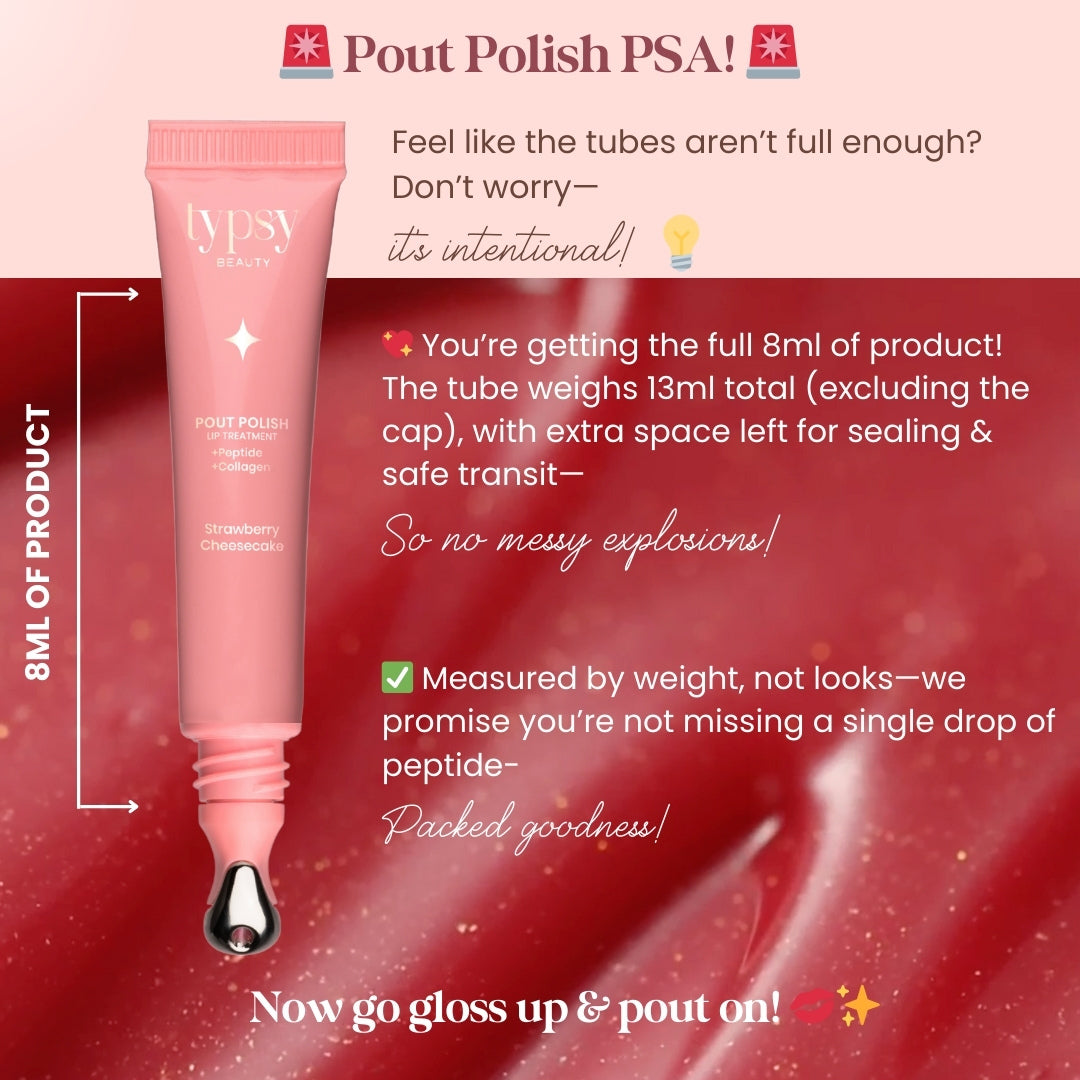 🚨 Pout Polish PSA! 🚨
Feel like the tubes aren’t full enough?
Don’t worry—
it's intentional! 💡
typsy
BEAUTY
POUT POLISH
LIP TREATMENT
+Peptide
+Collagen
Strawberry
Cheesecake
8ML OF PRODUCT
💖 You’re getting the full 8ml of product!
The tube weighs 13ml total (excluding the
cap), with extra space left for sealing &
safe transit—
So no messy explosions!
✅ Measured by weight, not looks—we
promise you’re not missing a single drop of
peptide-
Packed goodness!
Now go gloss up & pout on! 💋✨